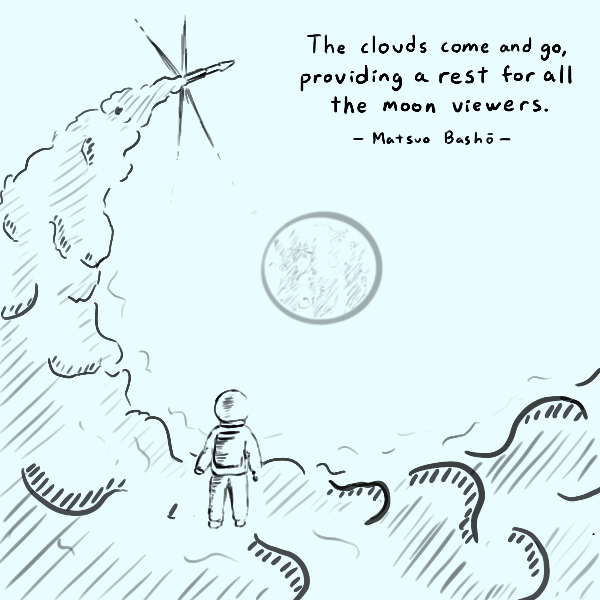 The clouds come and go,
providing a rest for all
the moon viewers.
– Matsuo Bashō –